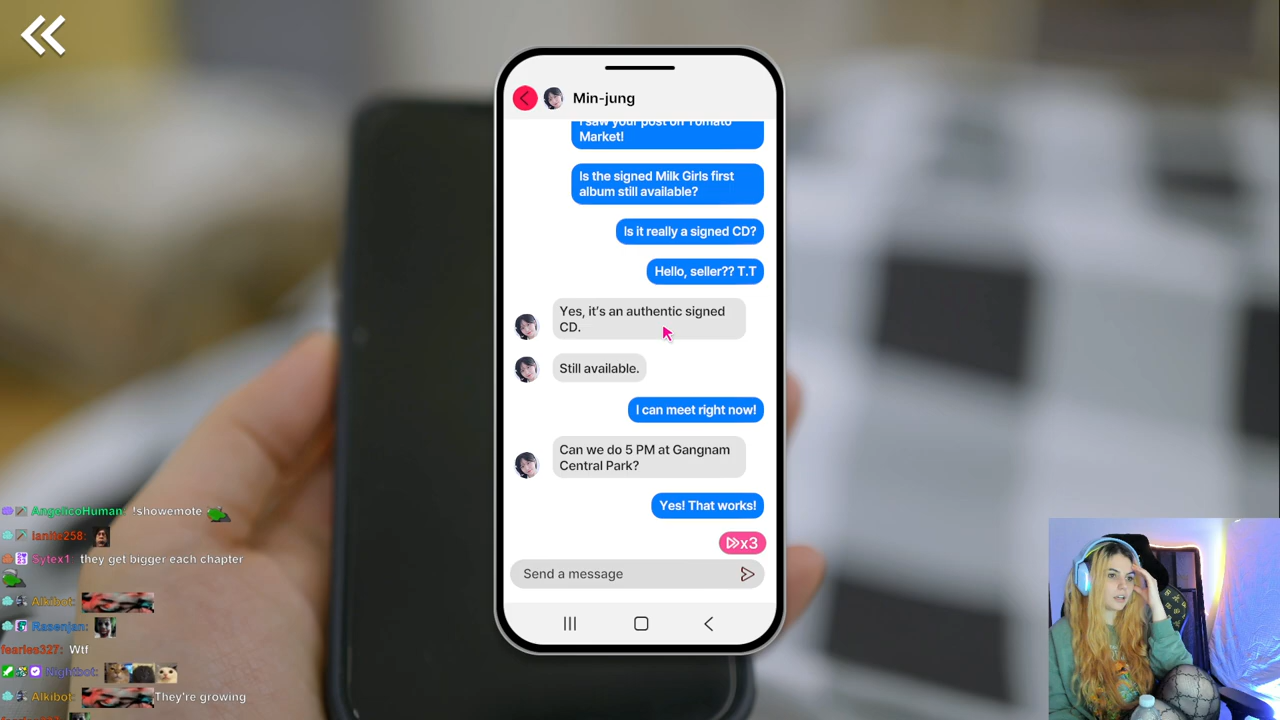 Min-jung
I saw your post on Tomato
Market!
Is the signed Milk Girls first
album still available?
Is it really a signed CD?
Hello, seller?? T.T
Yes, it's an authentic signed
CD.
Still available.
I can meet right now!
Can we do 5 PM at Gangnam
Central Park?
Yes! That works!
x3
Send a message
AngelicoHuman: !showemote
Sytex1: they get bigger each chapter
Alkibot:
Rasenjan:
fearles327: Wtf
Nightbot:
Alkibot: They're growing